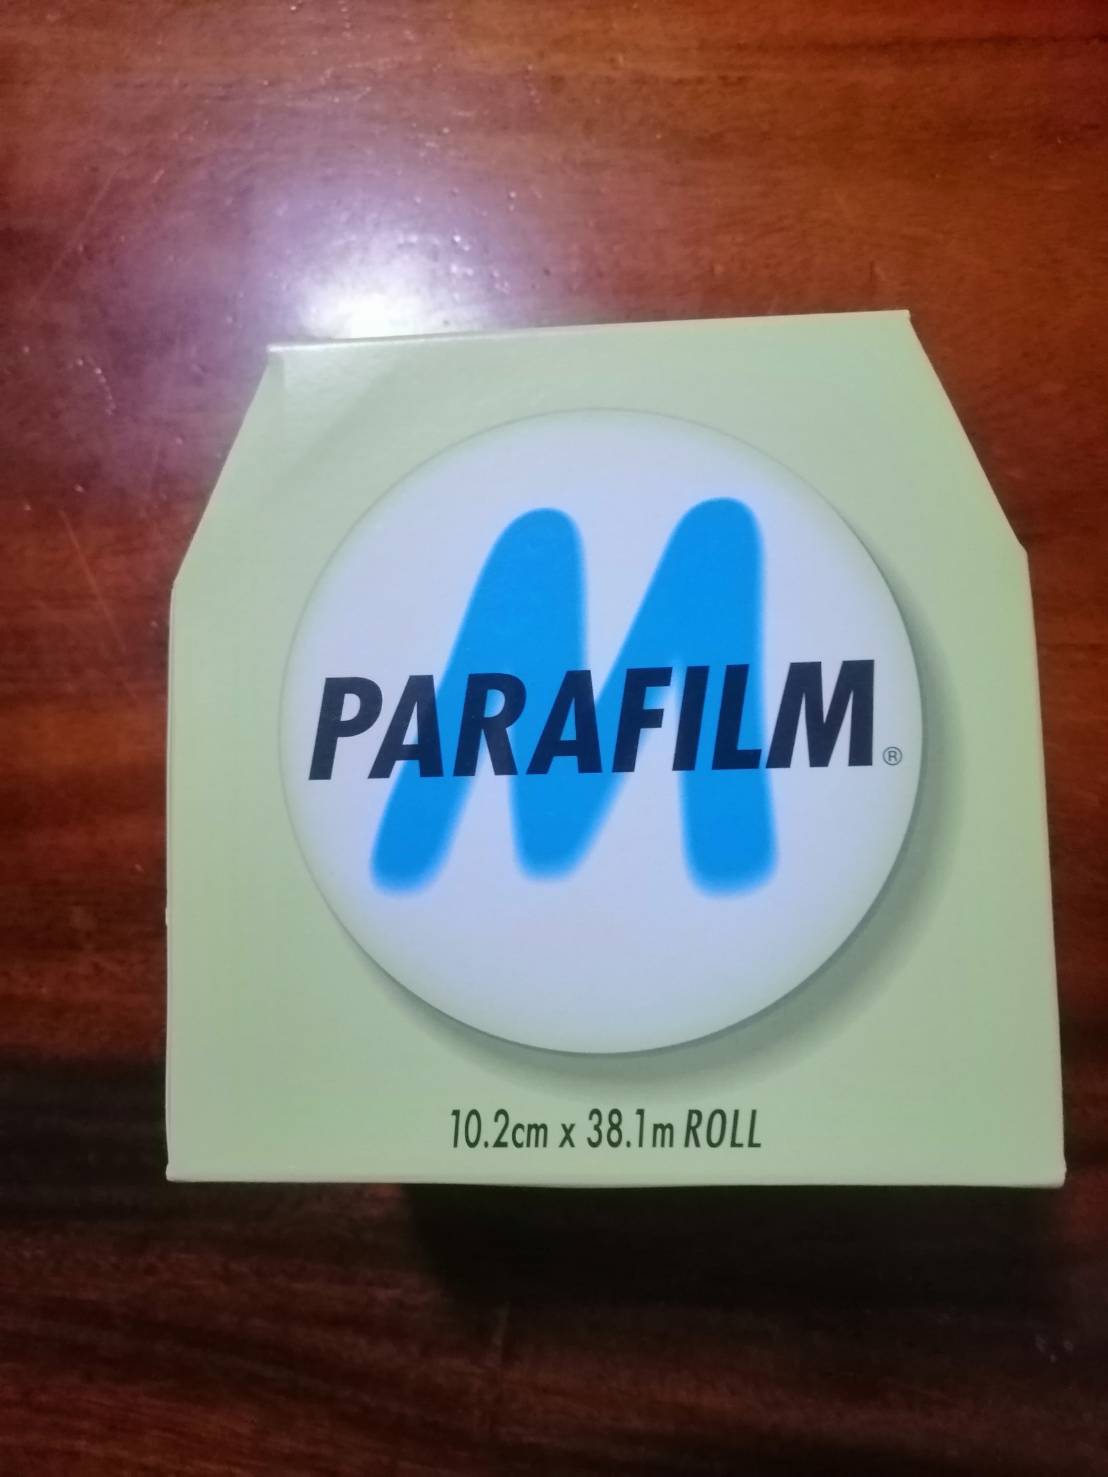 M
PARAFILM®
10.2cm x 38.1m ROLL